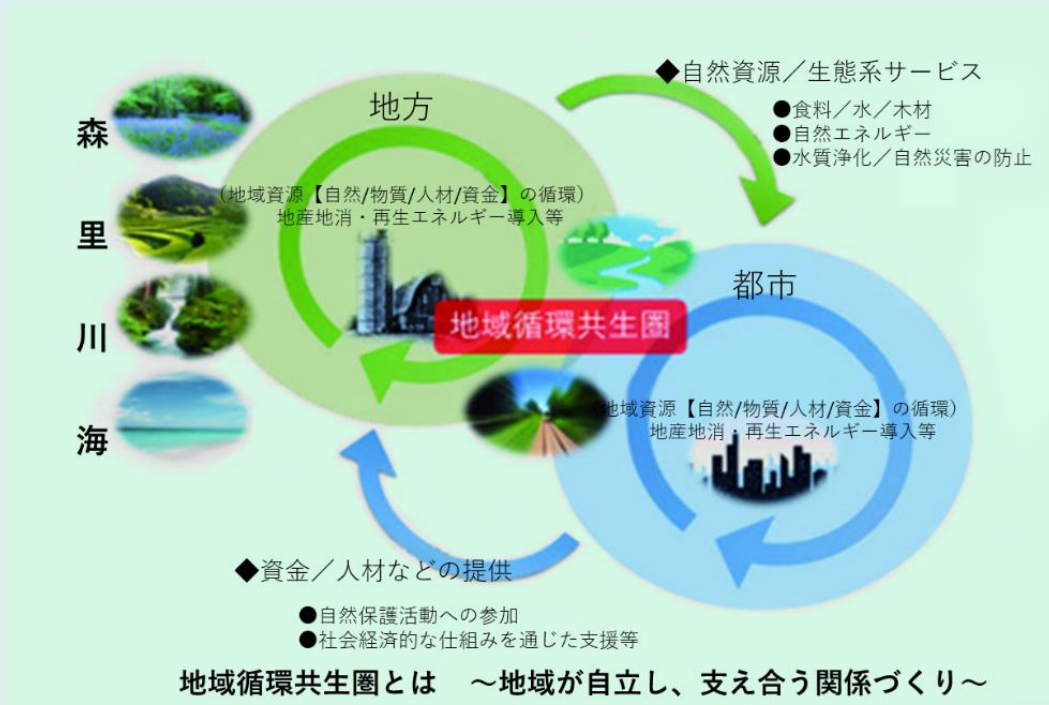 ◆自然資源／生態系サービス
●食料／水／木材
●自然エネルギー
●水質浄化／自然災害の防止
地方
森
里
川
海
（地域資源【自然/物質/人材/資金】の循環）
地産地消・再生エネルギー導入等
都市
地域循環共生圏
（地域資源【自然/物質/人材/資金】の循環）
地産地消・再生エネルギー導入等
◆資金／人材などの提供
●自然保護活動への参加
●社会経済的な仕組みを通じた支援等
地域循環共生圏とは　～地域が自立し、支え合う関係づくり～